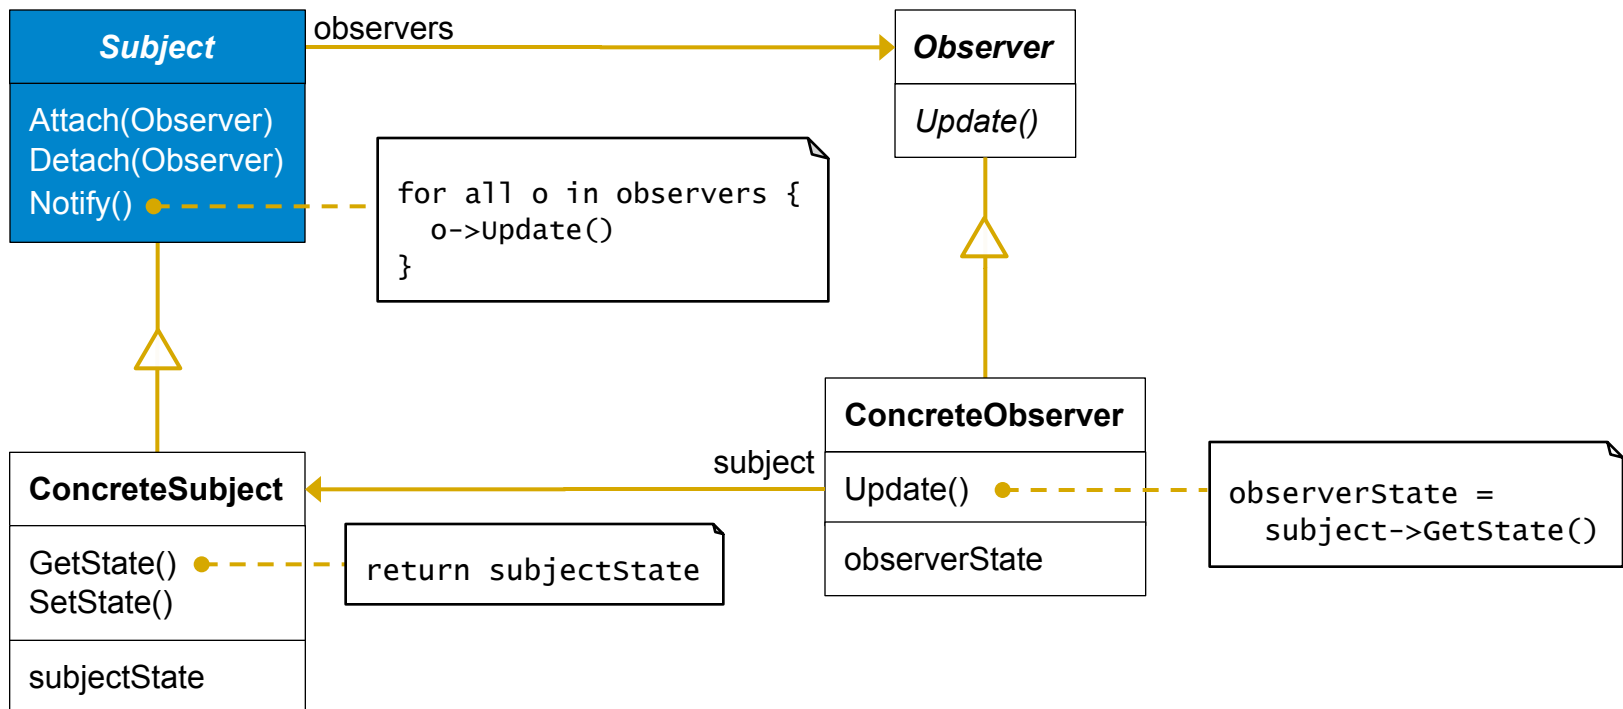 Subject
observers
Observer
Attach(Observer)
Detach(Observer)
Notify()
for all o in observers {
  o->Update()
}
Update()
ConcreteObserver
subject
Update()
observerState
observerState =
  subject->GetState()
ConcreteSubject
GetState()
SetState()
return subjectState
subjectState